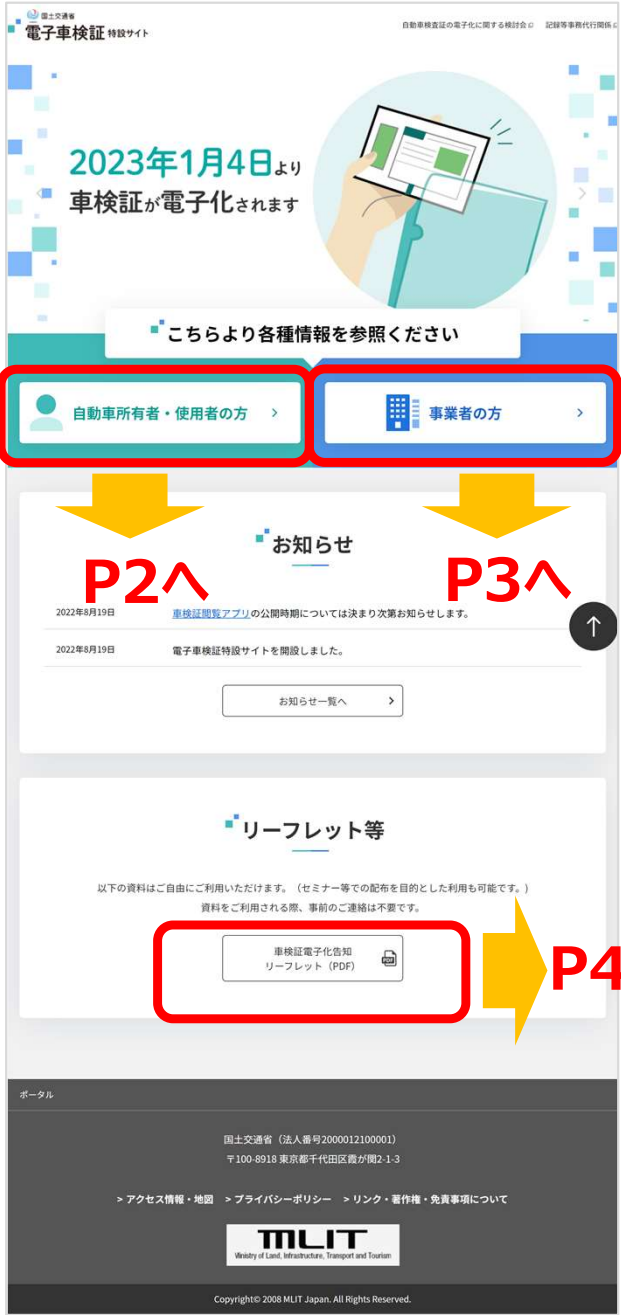 国土交通省
電子車検証 特設サイト
自動車検査証の電子化に関する検討会
記録等事務代行関係
2023年1月4日より
車検証が電子化されます
こちらより各種情報を参照ください
自動車所有者・使用者の方
事業者の方
お知らせ
P2へ
P3へ
2022年8月19日 車検証閲覧アプリの公開時期については決まり次第お知らせします。
2022年8月19日 電子車検証特設サイトを開設しました。
お知らせ一覧へ
リーフレット等
以下の資料はご自由にご利用いただけます。（セミナー等での配布を目的とした利用も可能です。)
資料をご利用される際、事前のご連絡は不要です。
車検証電子化告知
リーフレット（PDF）
PDF
P4
ポータル
国土交通省（法人番号2000012100001）
〒100-8918 東京都千代田区霞が関2-1-3
> アクセス情報・地図 > プライバシーポリシー > リンク・著作権・免責事項について
MLIT
Ministry of Land, Infrastructure, Transport and Tourism
Copyright© 2008 MLIT Japan. All Rights Reserved.